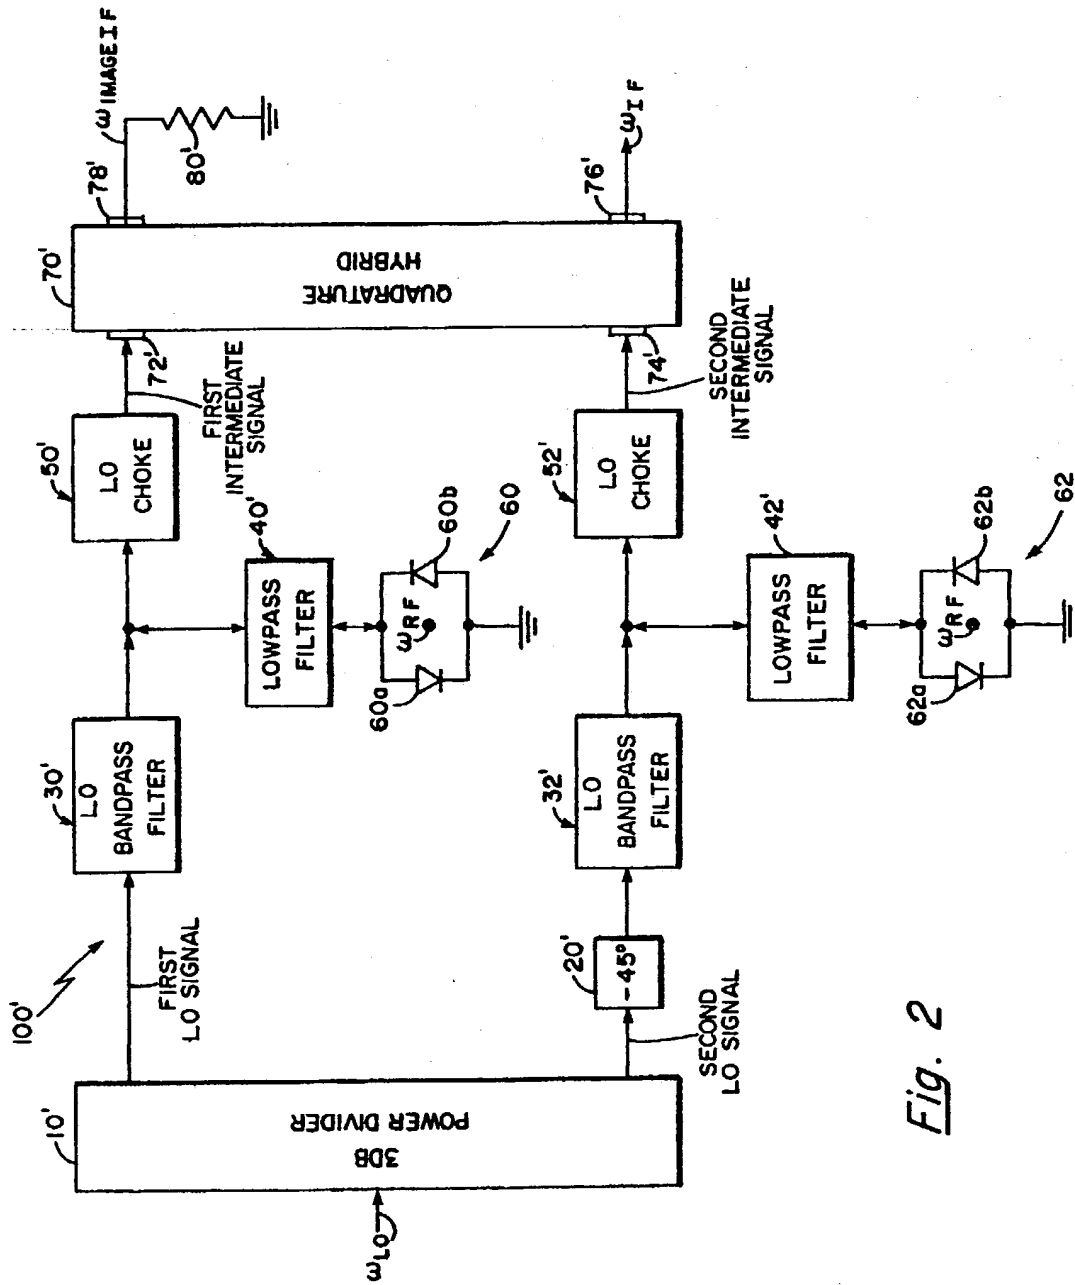 100'
ω LO
10'
3DB
POWER DIVIDER
FIRST
LO SIGNAL
SECOND
LO SIGNAL
20'
-45°
30'
LO
BANDPASS
FILTER
32'
LO
BANDPASS
FILTER
40'
LOWPASS
FILTER
60a
ω RF
60b
60
42'
LOWPASS
FILTER
62a
ω RF
62b
62
50'
LO
CHOKE
52'
LO
CHOKE
FIRST
INTERMEDIATE
SIGNAL
SECOND
INTERMEDIATE
SIGNAL
72'
74'
70'
QUADRATURE
HYBRID
78'
76'
ω IMAGE IF
80'
ω IF
Fig. 2